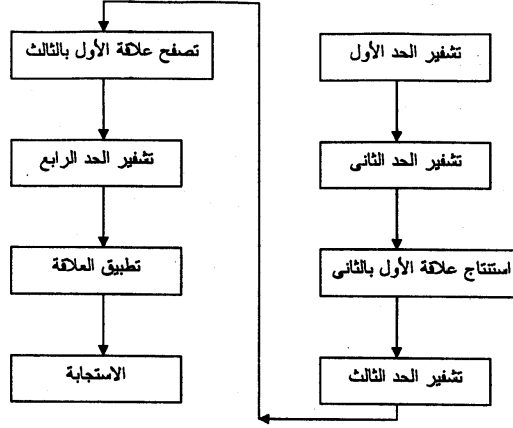 تشفير الحد الأول
تشفير الحد الثانى
استنتاج علاقة الأول بالثانى
تشفير الحد الثالث
تصفح علاقة الأول بالثالث
تشفير الحد الرابع
تطبيق العلاقة
الاستجابة